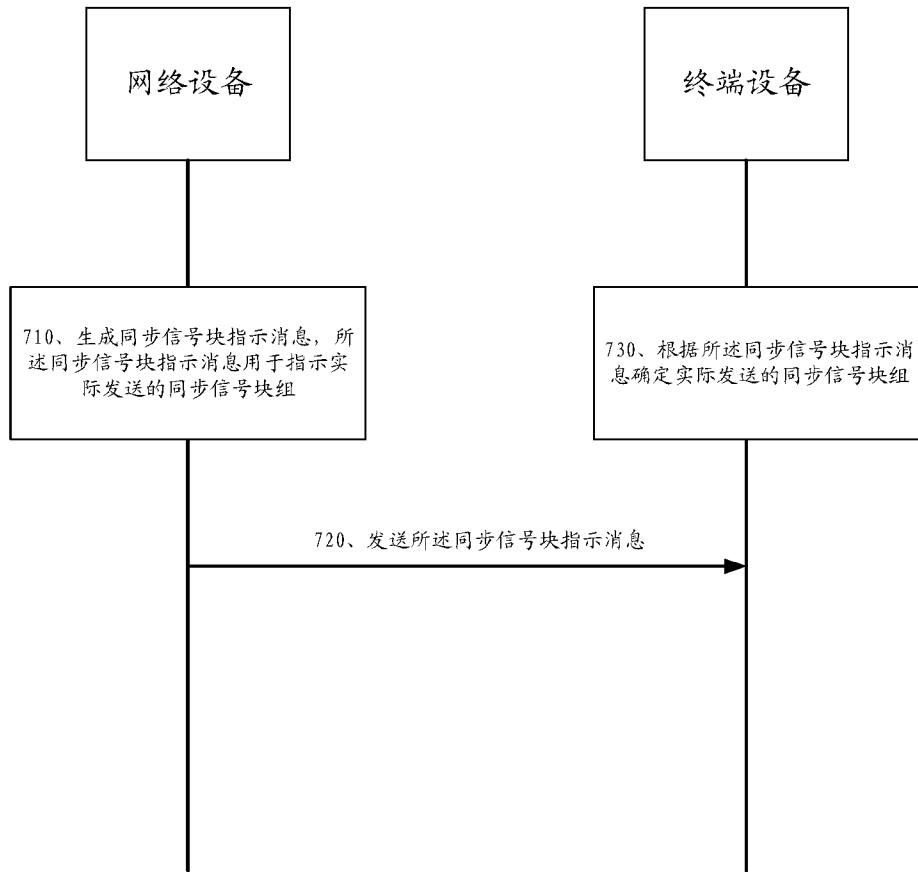 网络设备
终端设备
710、生成同步信号块指示消息，所
述同步信号块指示消息用于指示实
际发送的同步信号块组
730、根据所述同步信号块指示消
息确定实际发送的同步信号块组
720、发送所述同步信号块指示消息